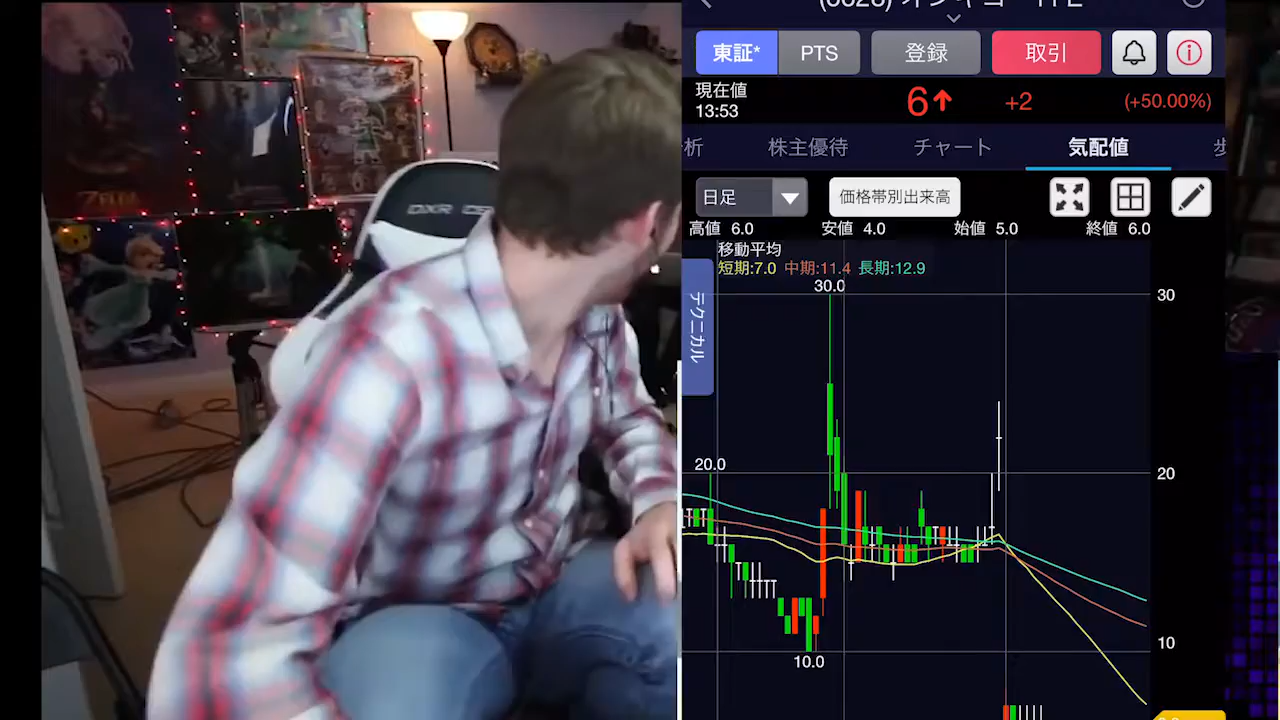 ZELDA
DXR
東証*
PTS
登録
取引
現在値
13:53
6↑
+2
(+50.00%)
析
株主優待
チャート
気配値
歩
日足
価格帯別出来高
高値 6.0
安値 4.0
始値 5.0
終値 6.0
移動平均
短期:7.0 中期:11.4 長期:12.9
テクニカル
30.0
30
20.0
20
10
10.0